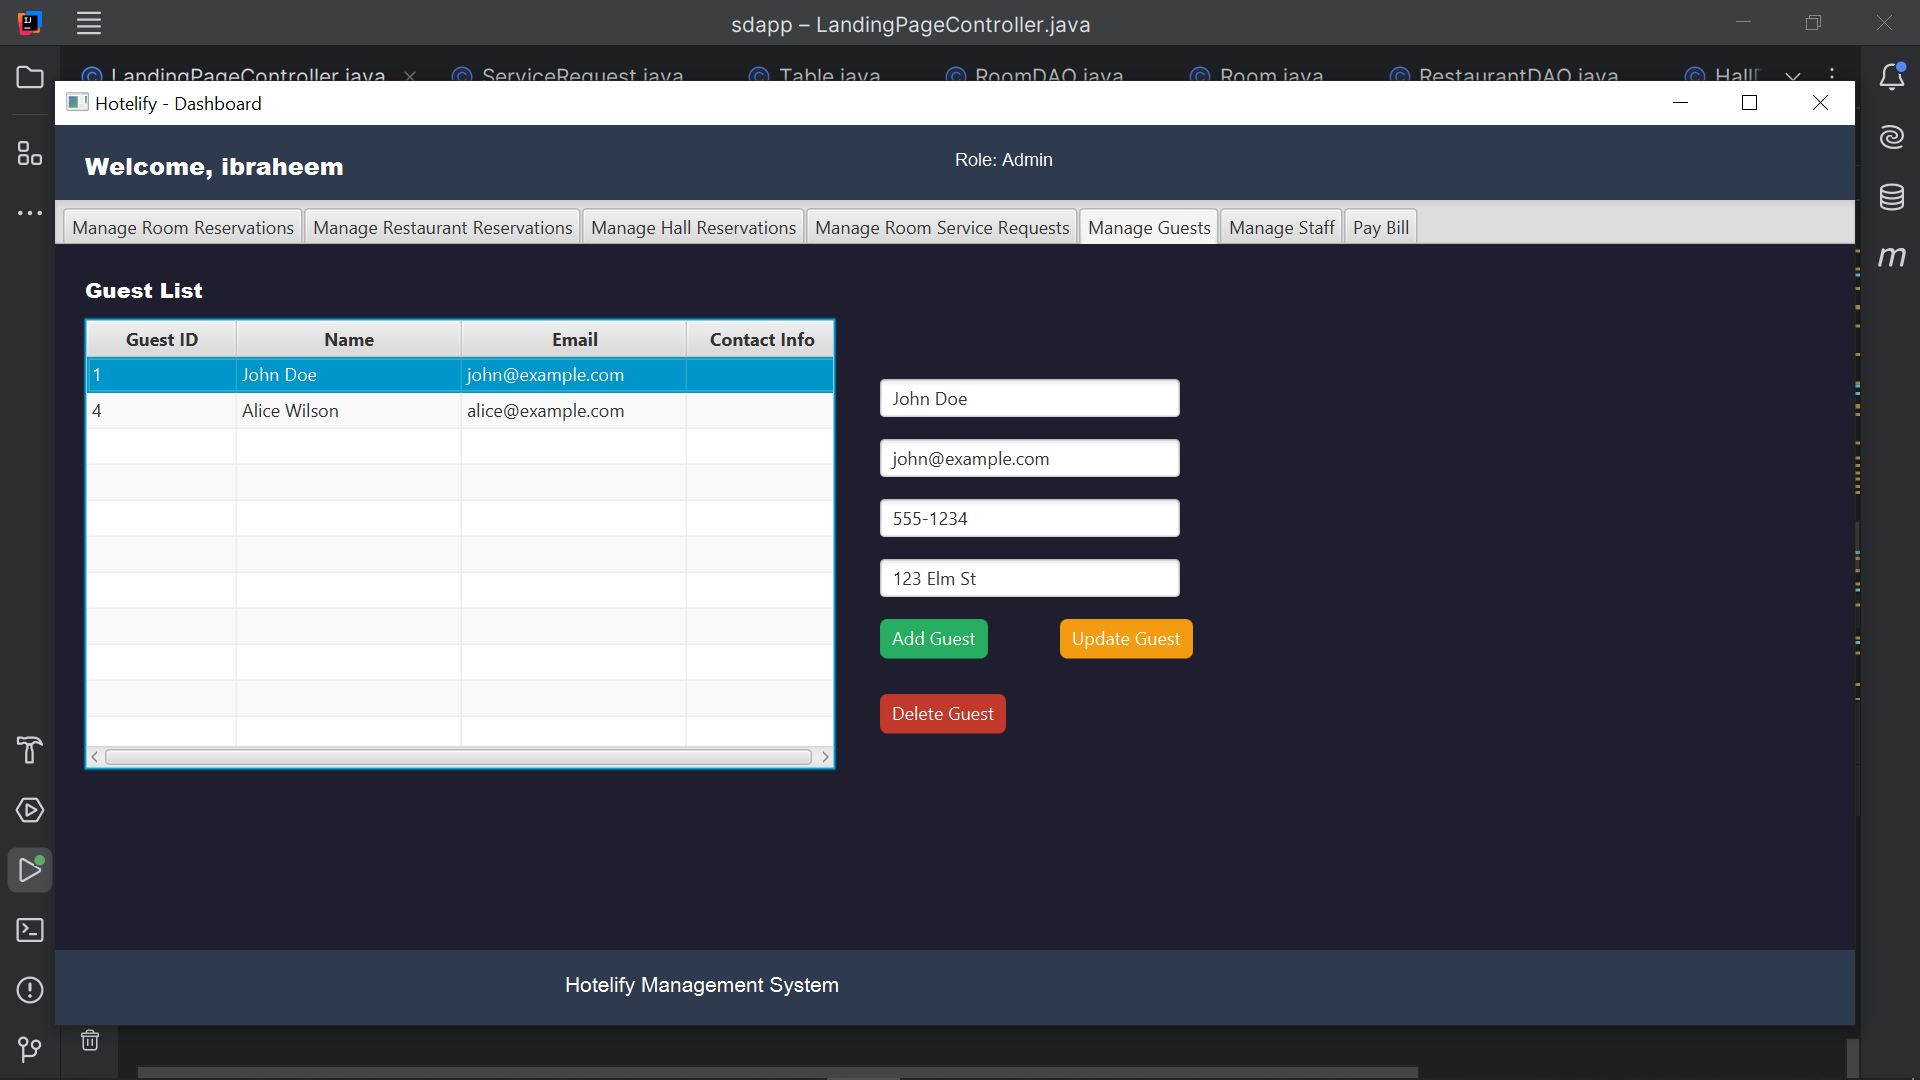 sdapp – LandingPageController.java
LandingPageController.java ServiceRequest.java Table.java RoomDAO.java Room.java RestaurantDAO.java
Hotelify - Dashboard
Welcome, ibraheem
Role: Admin
Manage Room Reservations Manage Restaurant Reservations Manage Hall Reservations Manage Room Service Requests Manage Guests Manage Staff Pay Bill
Guest List
Guest ID Name Email Contact Info
1 John Doe john@example.com
4 Alice Wilson alice@example.com
John Doe
john@example.com
555-1234
123 Elm St
Add Guest Update Guest
Delete Guest
Hotelify Management System
m